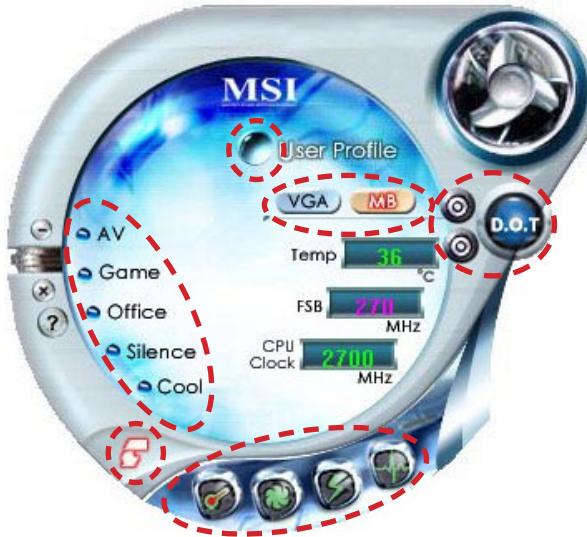 MSI
User Profile
VGA MB
D.O.T
AV
Game
Office
Silence
Cool
Temp 36 °C
FSB 270 MHz
CPU Clock 2700 MHz
?